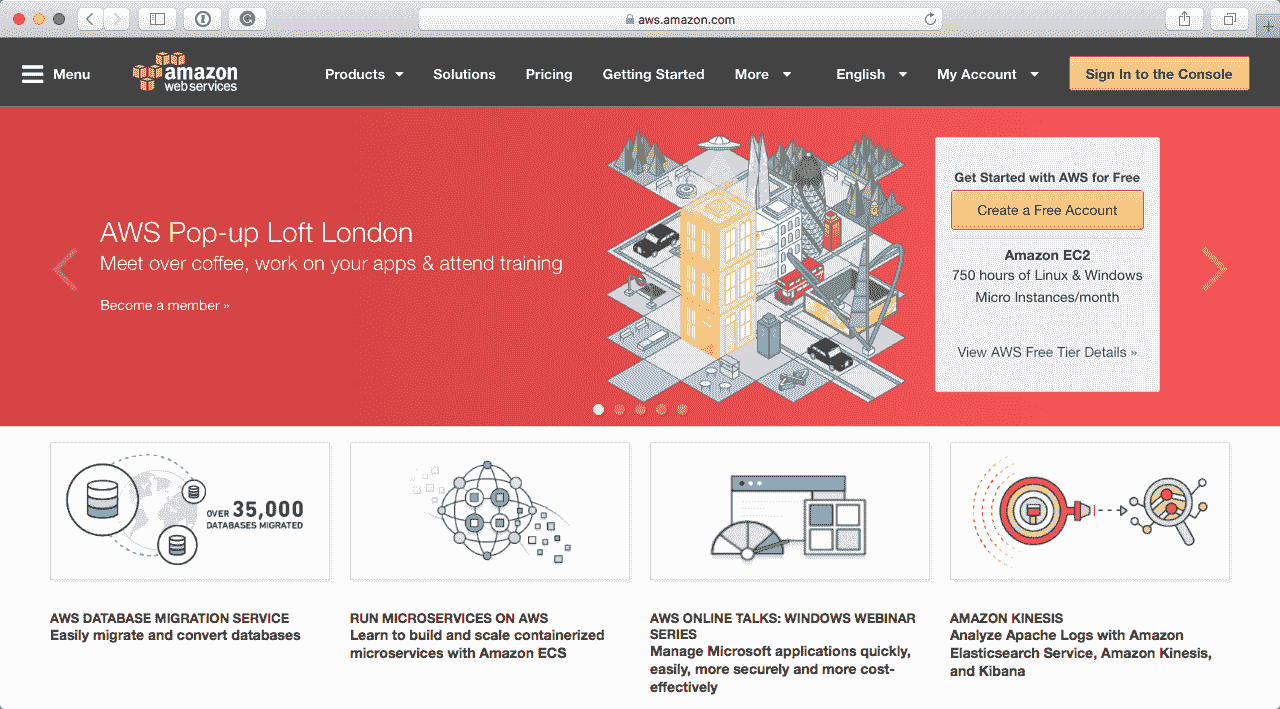 aws.amazon.com
Menu
amazon
web services
Products
Solutions
Pricing
Getting Started
More
English
My Account
Sign In to the Console
AWS Pop-up Loft London
Meet over coffee, work on your apps & attend training
Become a member »
Get Started with AWS for Free
Create a Free Account
Amazon EC2
750 hours of Linux & Windows
Micro Instances/month
View AWS Free Tier Details »
OVER 35,000
DATABASES MIGRATED
AWS DATABASE MIGRATION SERVICE
Easily migrate and convert databases
RUN MICROSERVICES ON AWS
Learn to build and scale containerized
microservices with Amazon ECS
AWS ONLINE TALKS: WINDOWS WEBINAR
SERIES
Manage Microsoft applications quickly,
easily, more securely and more cost-
effectively
AMAZON KINESIS
Analyze Apache Logs with Amazon
Elasticsearch Service, Amazon Kinesis,
and Kibana